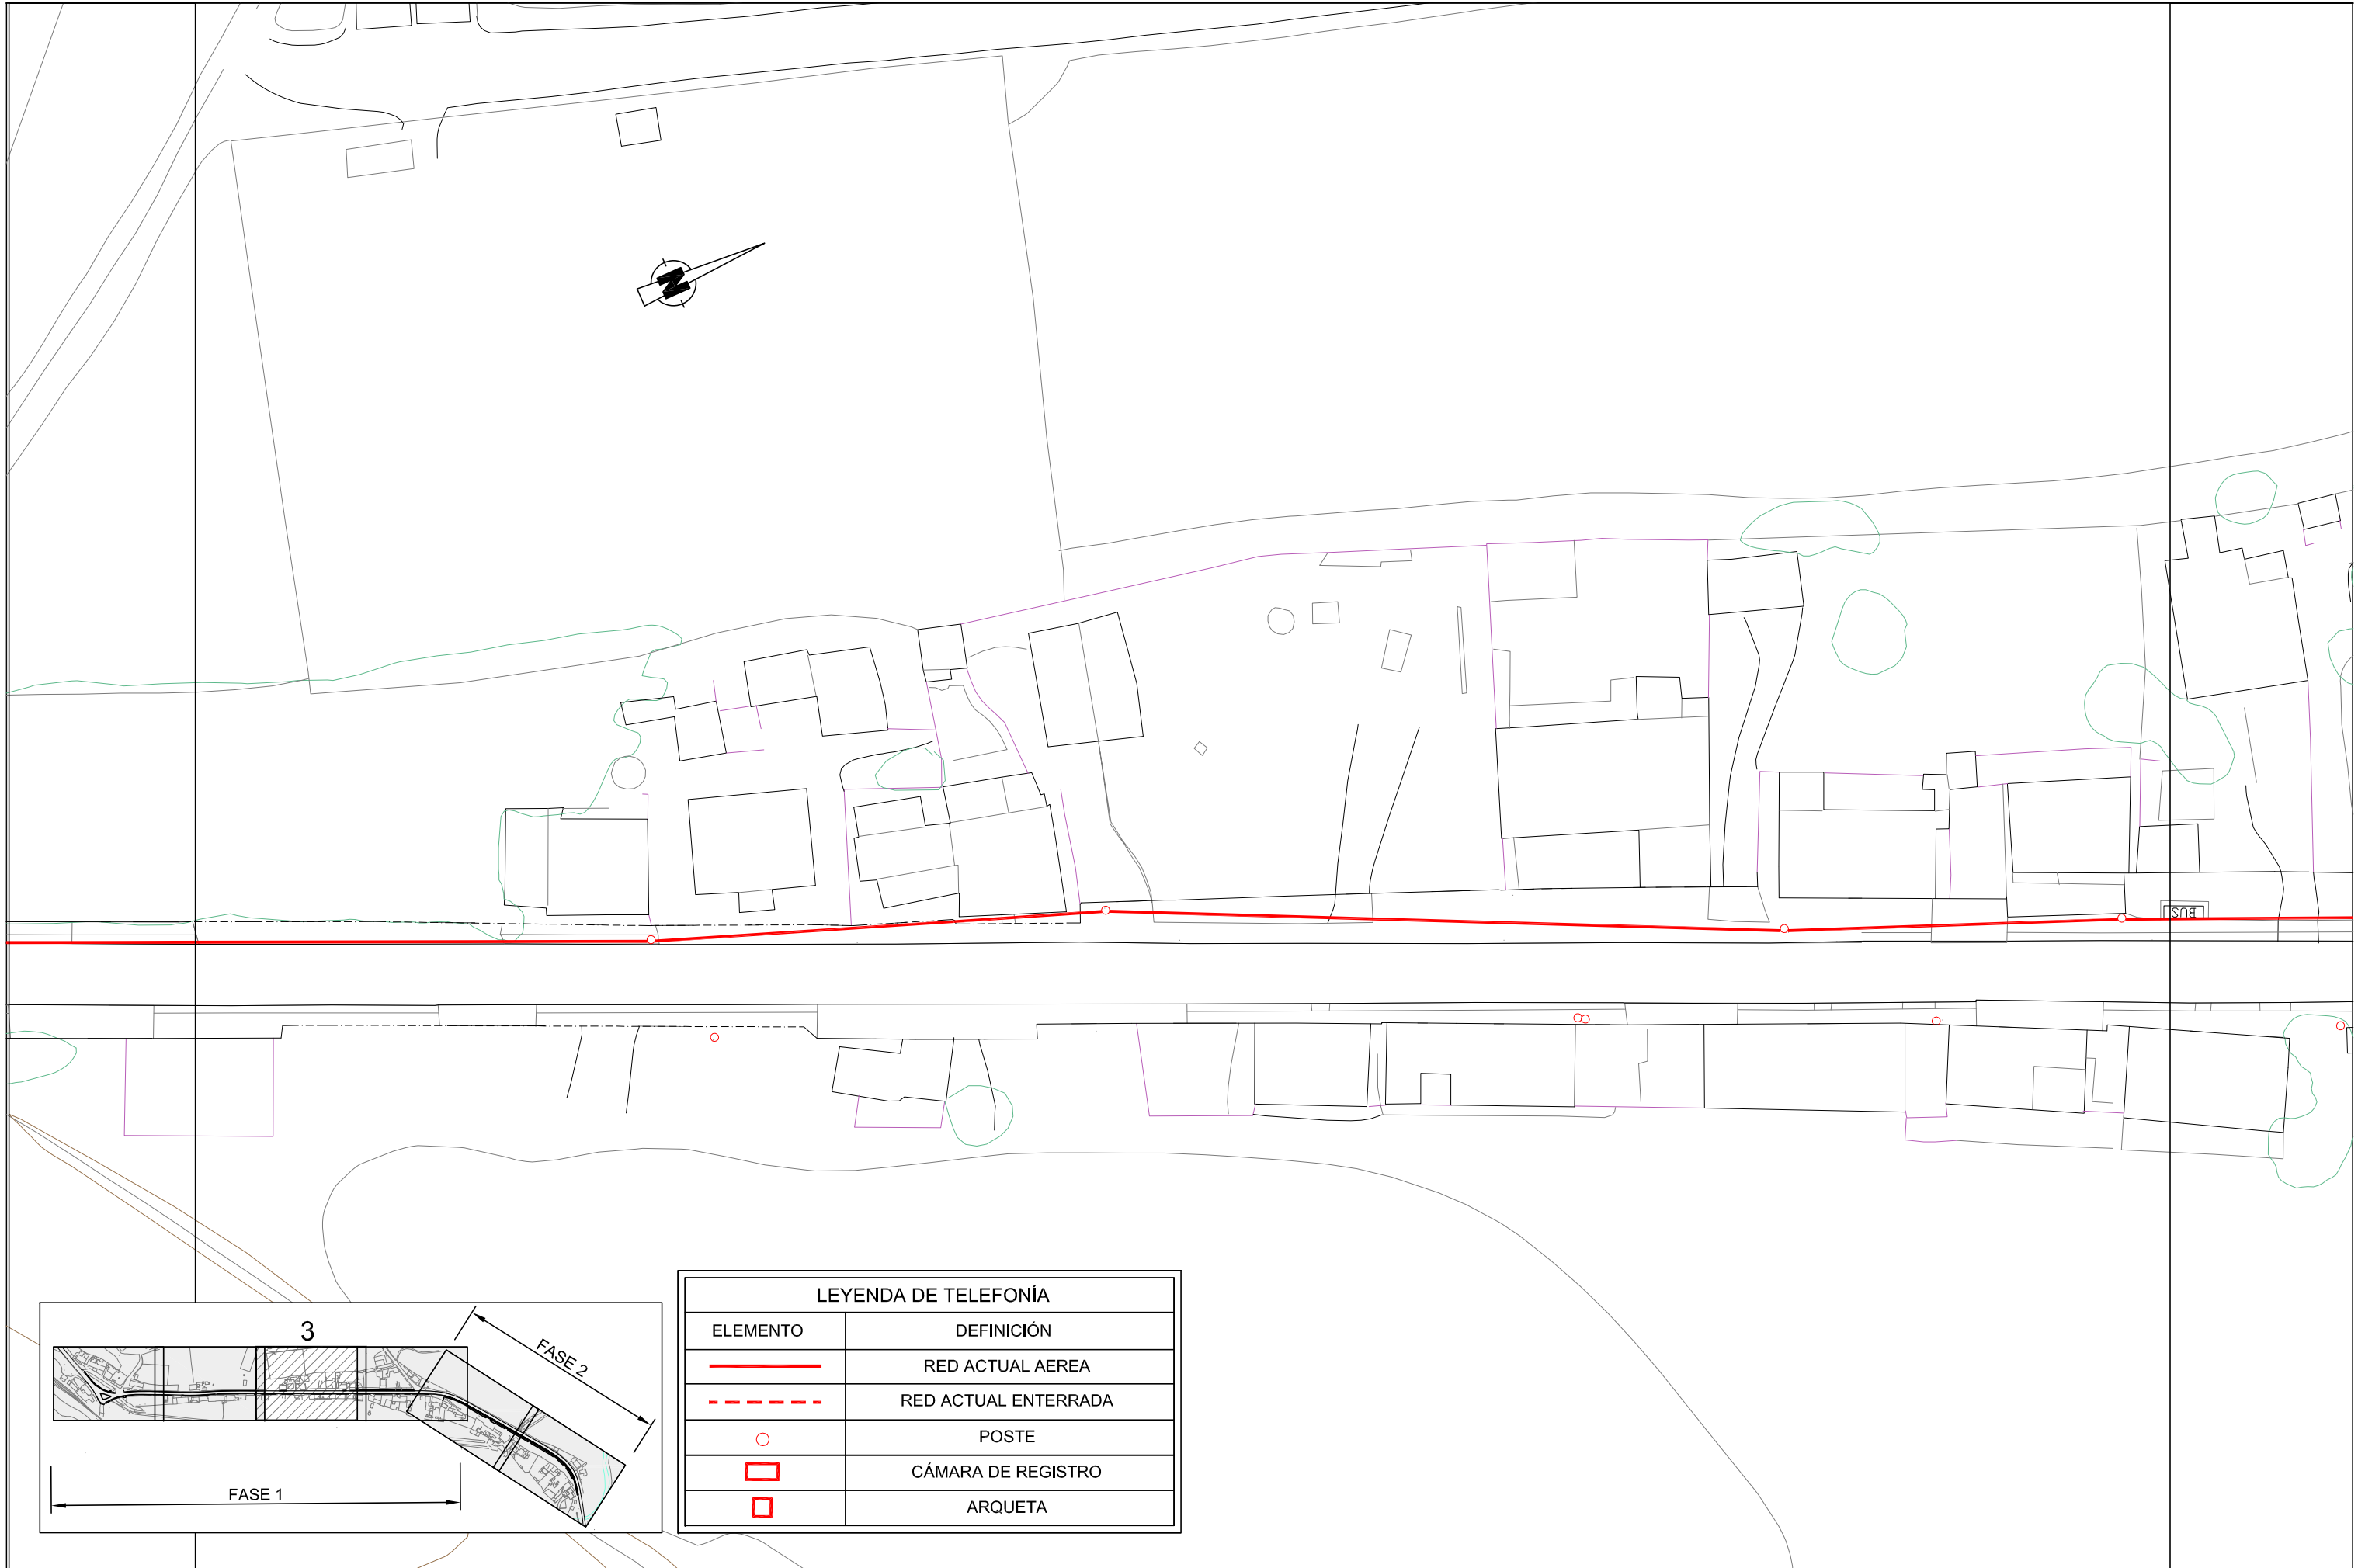 N
BUS
3
FASE 2
FASE 1
LEYENDA DE TELEFONÍA
ELEMENTO DEFINICIÓN
RED ACTUAL AEREA
RED ACTUAL ENTERRADA
POSTE
CÁMARA DE REGISTRO
ARQUETA